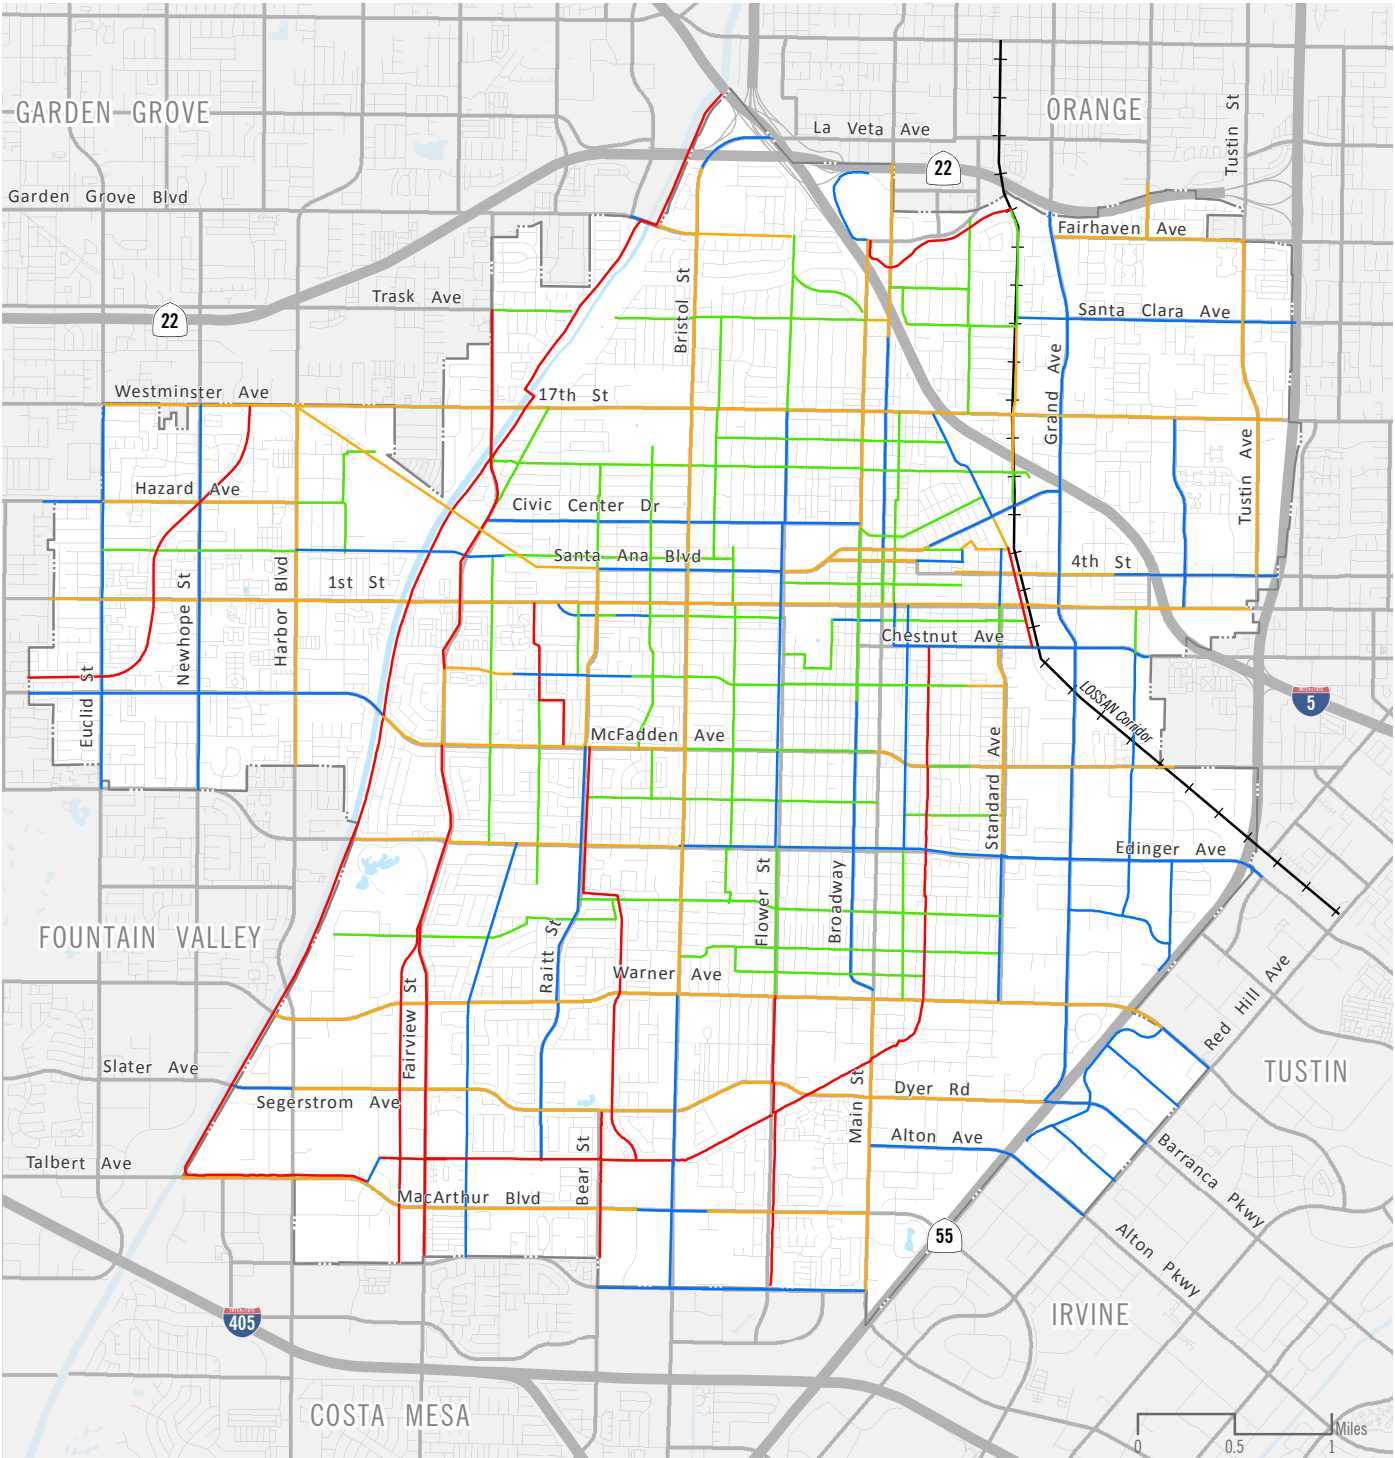 GARDEN GROVE
ORANGE
Tustin St
La Veta Ave
22
Garden Grove Blvd
Fairhaven Ave
Bristol St
Trask Ave
22
Santa Clara Ave
Grand Ave
Westminster Ave
17th St
Tustin Ave
Hazard Ave
Civic Center Dr
Santa Ana Blvd
4th St
Harbor Blvd
1st St
Newhope St
Chestnut Ave
Euclid St
LOSSAN Corridor
INTERSTATE
5
McFadden Ave
Standard Ave
Edinger Ave
Flower St
Broadway
FOUNTAIN VALLEY
Raitt St
Warner Ave
Fairview St
Red Hill Ave
Slater Ave
TUSTIN
Segerstrom Ave
Main St
Dyer Rd
Alton Ave
Barranca Pkwy
Talbert Ave
Bear St
MacArthur Blvd
55
Alton Pkwy
INTERSTATE
405
IRVINE
COSTA MESA
Miles
0
0.5
1